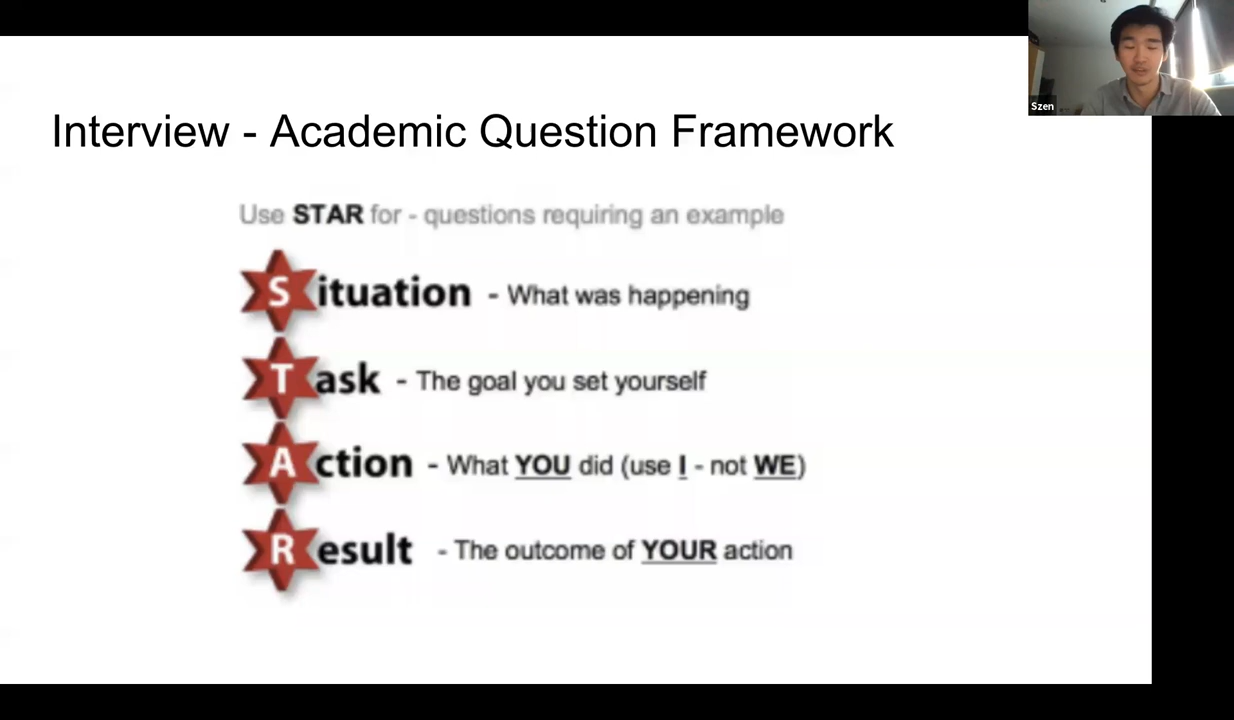 Interview - Academic Question Framework
Use STAR for - questions requiring an example
Situation - What was happening
Task - The goal you set yourself
Action - What YOU did (use I - not WE)
Result - The outcome of YOUR action
Szen